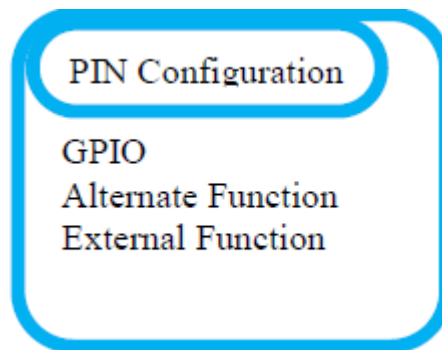 PIN Configuration
GPIO
Alternate Function
External Function